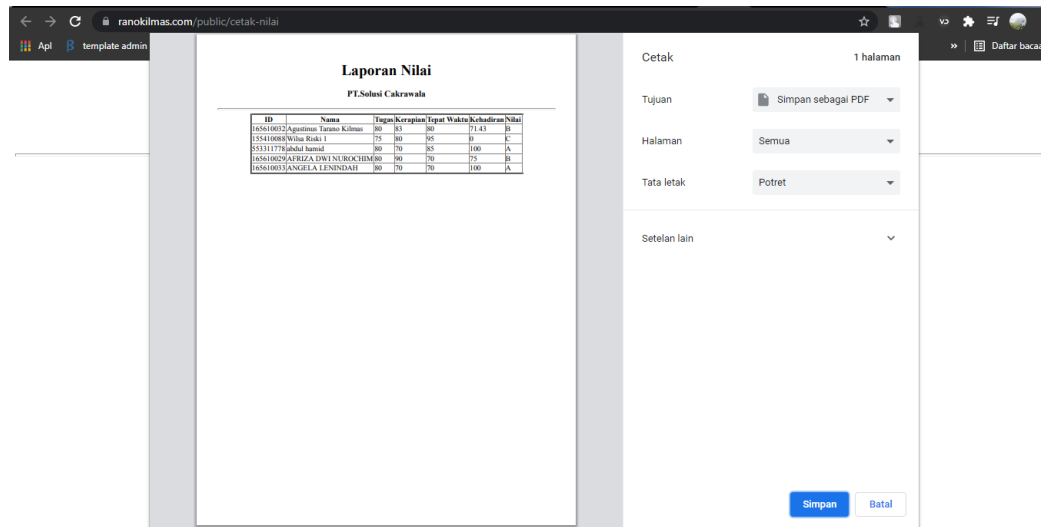 ranokilmas.com/public/cetak-nilai
Apl template admin » Daftar bacaa
Laporan Nilai
PT.Solusi Cakrawala
ID Nama Tugas Kerapian Tepat Waktu Kehadiran Nilai
165610032 Agustinus Tarano Kilmas 80 83 80 71.43 B
155410088 Wilsa Riski 1 75 80 95 0 C
553311778 abdul hamid 80 70 85 100 A
165610029 AFRIZA DWI NUROCHIM 80 90 70 75 B
165610033 ANGELA LENINDAH 80 70 70 100 A
Cetak 1 halaman
Tujuan Simpan sebagai PDF
Halaman Semua
Tata letak Potret
Setelan lain
Simpan Batal